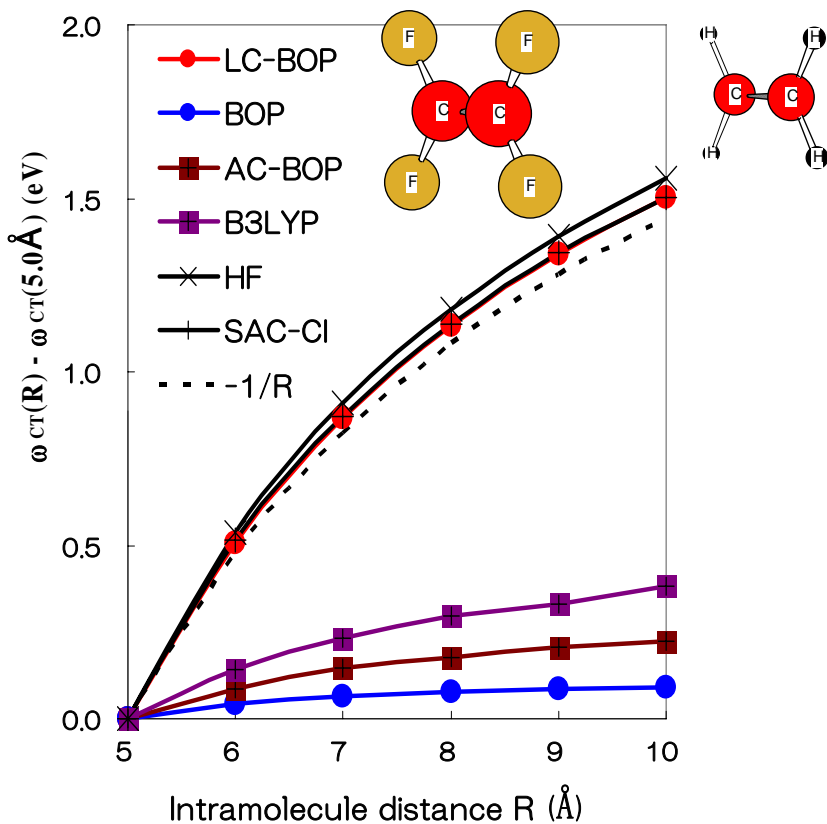 ω CT(R) - ω CT(5.0Å) (eV)
2.0
1.5
1.0
0.5
0.0
LC-BOP
BOP
AC-BOP
B3LYP
HF
SAC-CI
-1/R
F
F
C
C
F
F
H
H
C
C
H
H
5
6
7
8
9
10
Intramolecule distance R (Å)